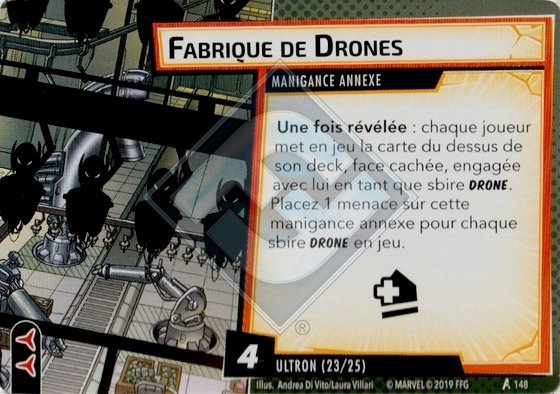 FABRIQUE DE DRONES
MANIGANCE ANNEXE
Une fois révélée : chaque joueur
met en jeu la carte du dessus de
son deck, face cachée, engagée
avec lui en tant que sbire DRONE.
Placez 1 menace sur cette
manigance annexe pour chaque
sbire DRONE en jeu.
4
ULTRON (23/25)
Illus. Andrea Di Vito/Laura Villari © MARVEL © 2019 FFG 148
®